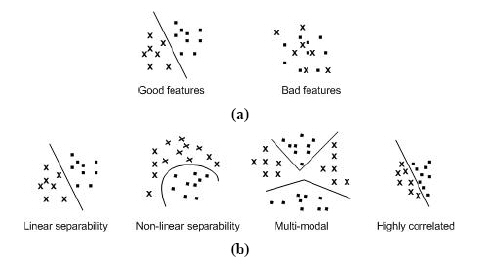 Good features
Bad features
(a)
Linear separability
Non-linear separability
Multi-modal
Highly correlated
(b)